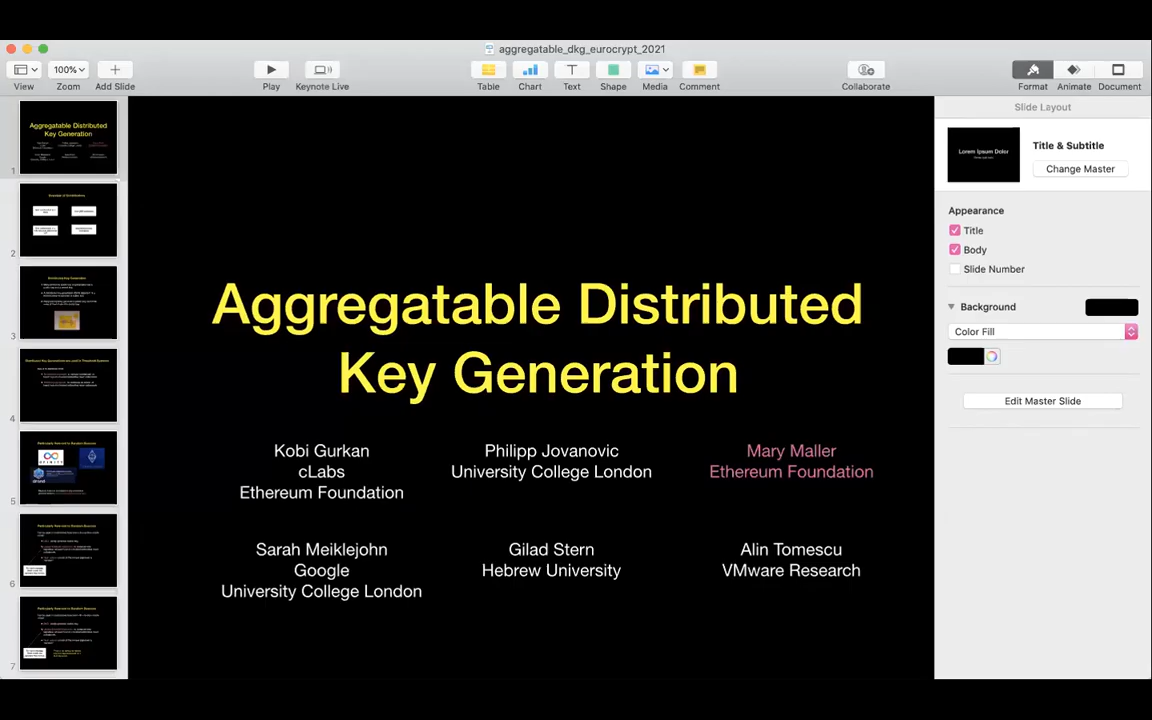 aggregatable_dkg_eurocrypt_2021
View
100%
Zoom
Add Slide
Play
Keynote Live
Table
Chart
Text
Shape
Media
Comment
Collaborate
Format
Animate
Document
Aggregatable Distributed
Key Generation
1
2
3
4
5
6
7
Aggregatable Distributed
Key Generation
Kobi Gurkan
cLabs
Ethereum Foundation
Philipp Jovanovic
University College London
Mary Maller
Ethereum Foundation
Sarah Meiklejohn
Google
University College London
Gilad Stern
Hebrew University
Alin Tomescu
VMware Research
Slide Layout
Lorem Ipsum Dolor
Title & Subtitle
Change Master
Appearance
Title
Body
Slide Number
Background
Color Fill
Edit Master Slide